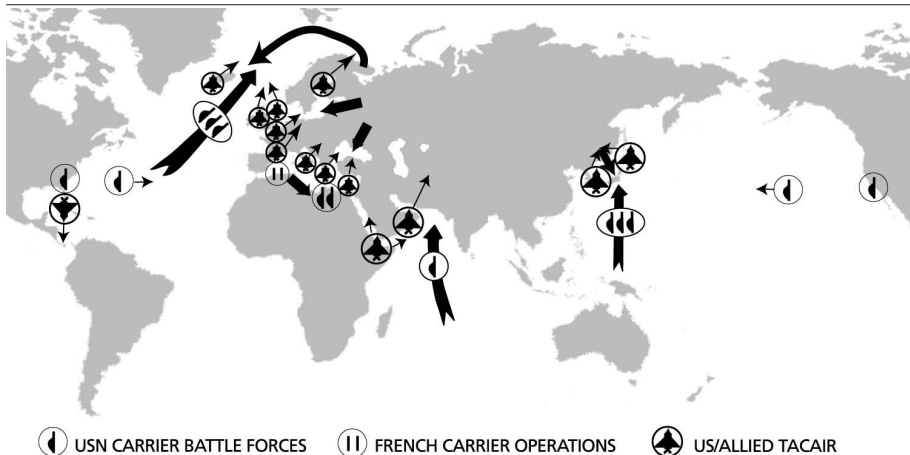 USN CARRIER BATTLE FORCES FRENCH CARRIER OPERATIONS US/ALLIED TACAIR